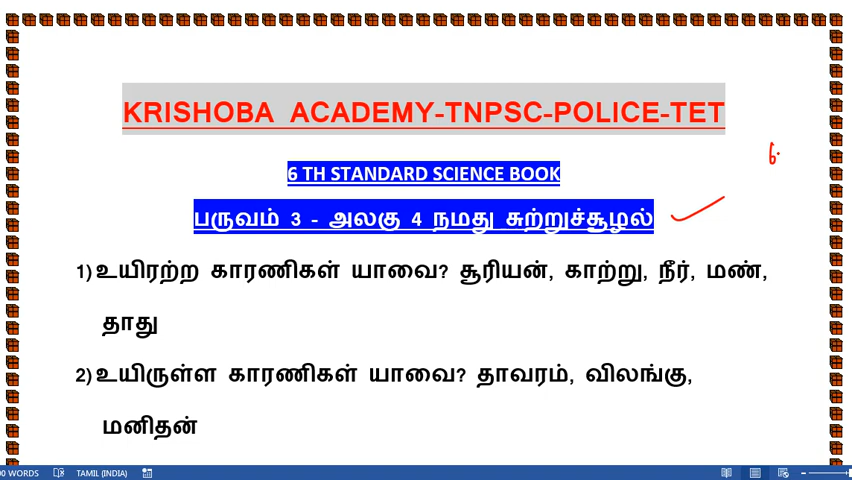 KRISHOBA ACADEMY-TNPSC-POLICE-TET
6 TH STANDARD SCIENCE BOOK
பருவம் 3 - அலகு 4 நமது சுற்றுச்சூழல்
1) உயிரற்ற காரணிகள் யாவை? சூரியன், காற்று, நீர், மண்,
தாது
2) உயிருள்ள காரணிகள் யாவை? தாவரம், விலங்கு,
மனிதன்
WORDS TAMIL (INDIA)